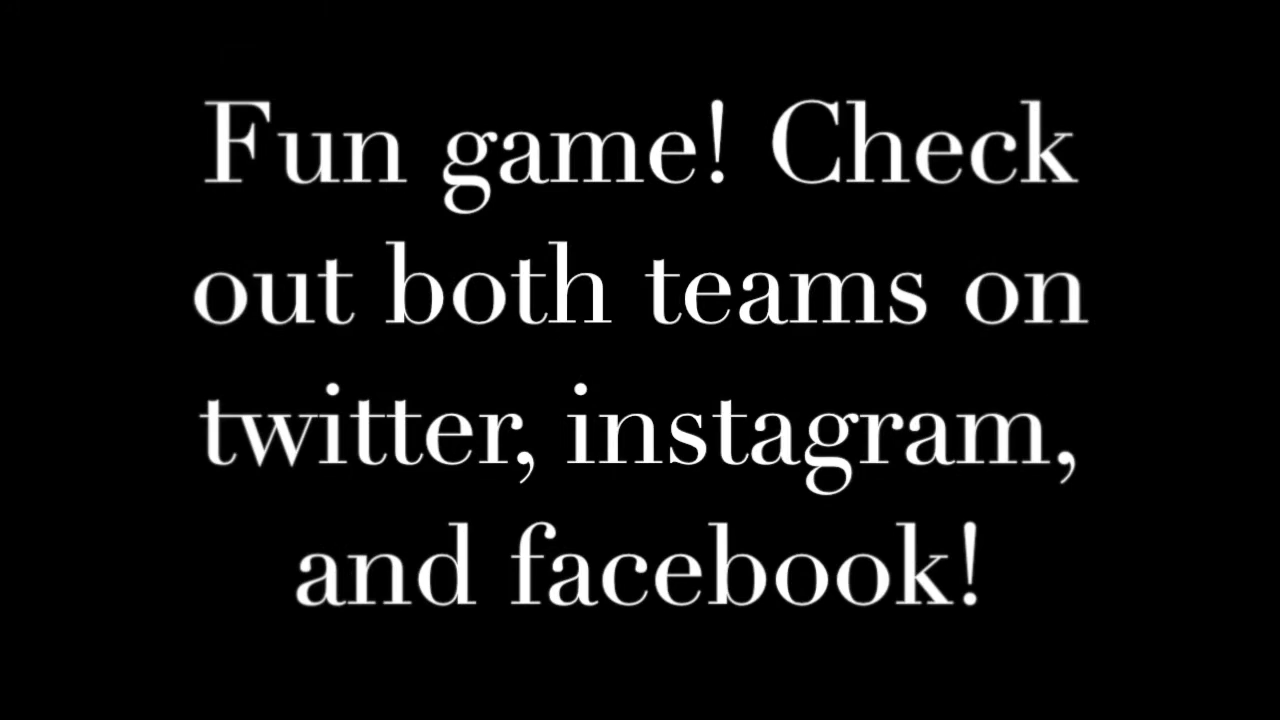 Fun game! Check
out both teams on
twitter, instagram,
and facebook!